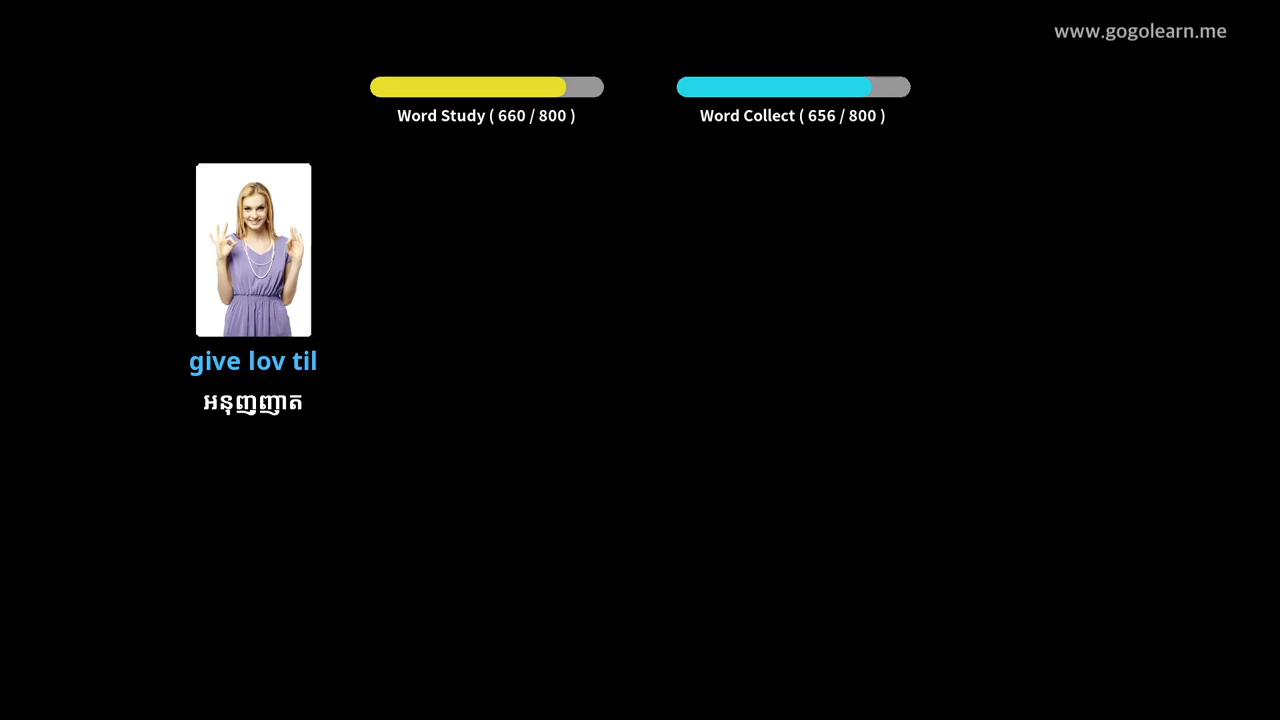 www.gogolearn.me
Word Study ( 660 / 800 )
Word Collect ( 656 / 800 )
give lov til
អនុញ្ញាត